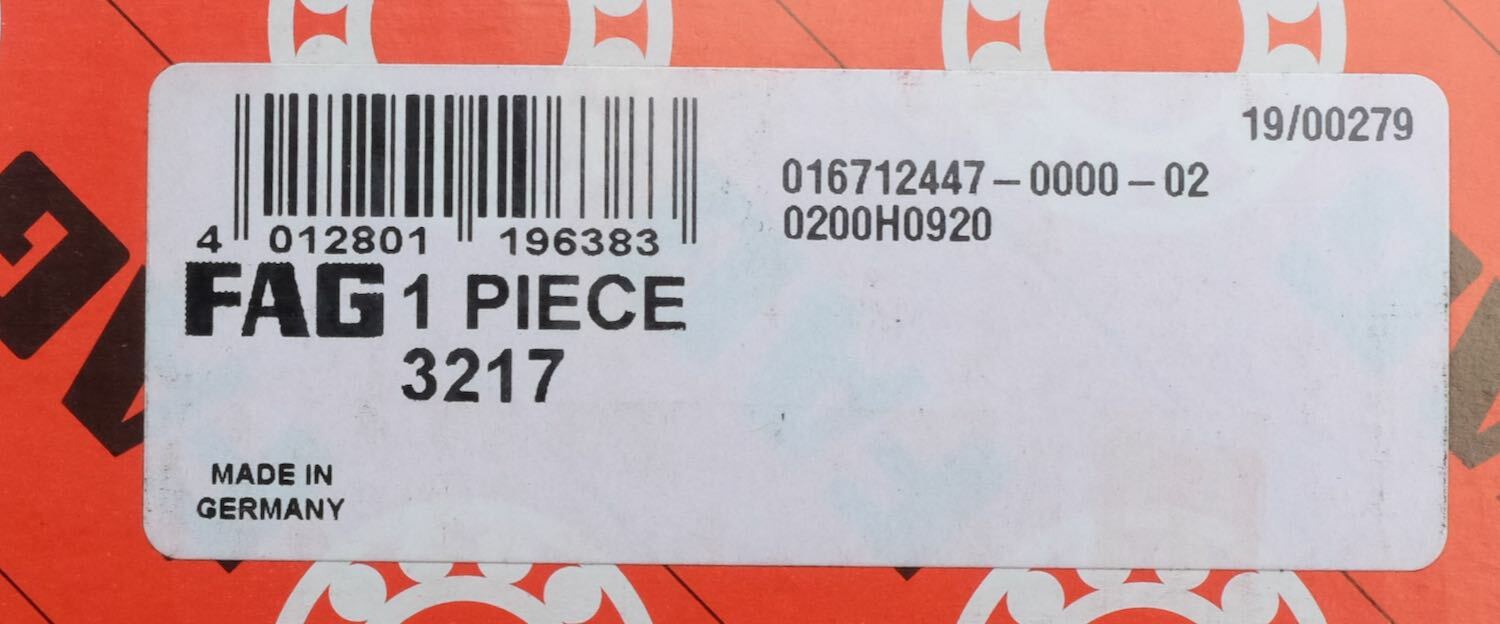 19/00279
016712447-0000-02
0200H0920
4 012801 196383
FAG 1 PIECE
3217
MADE IN
GERMANY